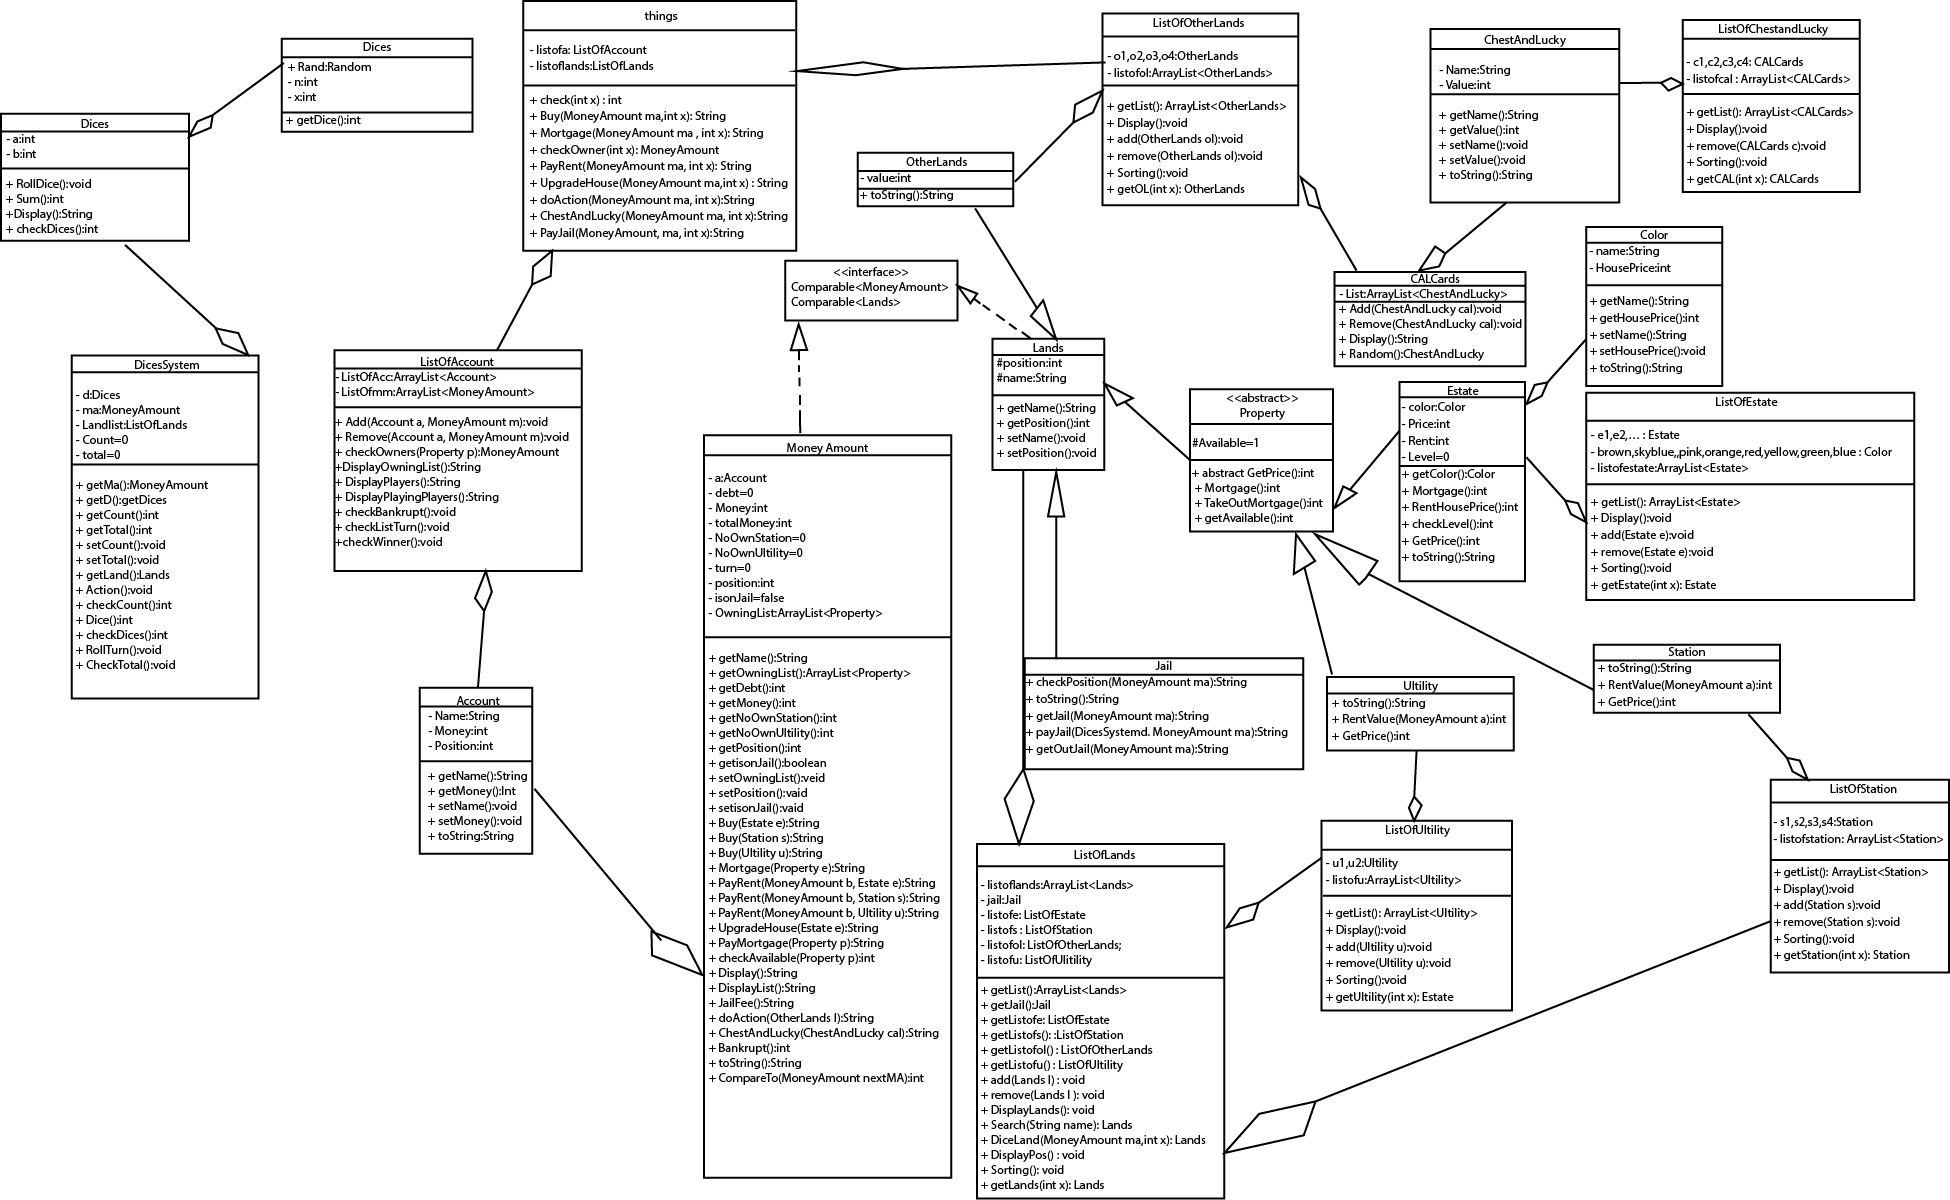 Dices
+ Rand:Random
- n:int
- x:int
+ getDice():int
Dices
- a:int
- b:int
+ RollDice():void
+ Sum():int
+Display():String
+ checkDices():int
DicesSystem
- d:Dices
- ma:MoneyAmount
- Landlist:ListOfLands
- Count=0
- total=0
+ getMa():MoneyAmount
+ getD():getDices
+ getCount():int
+ getTotal():int
+ setCount():void
+ setTotal():void
+ getLand():Lands
+ Action():void
+ checkCount():int
+ Dice():int
+ checkDices():int
+ RollTurn():void
+ CheckTotal():void
things
- listofa: ListOfAccount
- listoflands:ListOfLands
+ check(int x) : int
+ Buy(MoneyAmount ma,int x): String
+ Mortgage(MoneyAmount ma , int x): String
+ checkOwner(int x): MoneyAmount
+ PayRent(MoneyAmount ma, int x): String
+ UpgradeHouse(MoneyAmount ma,int x) : String
+ doAction(MoneyAmount ma, int x):String
+ ChestAndLucky(MoneyAmount ma, int x):String
+ PayJail(MoneyAmount, ma, int x):String
ListOfAccount
- ListOfAcc:ArrayList<Account>
- ListOfmm:ArrayList<MoneyAmount>
+ Add(Account a, MoneyAmount m):void
+ Remove(Account a, MoneyAmount m):void
+ checkOwners(Property p):MoneyAmount
+DisplayOwningList():String
+ DisplayPlayers():String
+ DisplayPlayingPlayers():String
+ checkBankrupt():void
+ checkListTurn():void
+checkWinner():void
Account
- Name:String
- Money:int
- Position:int
+ getName():String
+ getMoney():Int
+ setName():void
+ setMoney():void
+ toString:String
<<interface>>
Comparable<MoneyAmount>
Comparable<Lands>
Money Amount
- a:Account
- debt=0
- Money:int
- totalMoney:int
- NoOwnStation=0
- NoOwnUltility=0
- turn=0
- position:int
- isonJail=false
- OwningList:ArrayList<Property>
+ getName():String
+ getOwningList():ArrayList<Property>
+ getDebt():int
+ getMoney():int
+ getNoOwnStation():int
+ getNoOwnUltility():int
+ getPosition():int
+ getisonJail():boolean
+ setOwningList():veid
+ setPosition():vaid
+ setisonJail():vaid
+ Buy(Estate e):String
+ Buy(Station s):String
+ Buy(Ultility u):String
+ Mortgage(Property e):String
+ PayRent(MoneyAmount b, Estate e):String
+ PayRent(MoneyAmount b, Station s):String
+ PayRent(MoneyAmount b, Ultility u):String
+ UpgradeHouse(Estate e):String
+ PayMortgage(Property p):String
+ checkAvailable(Property p):int
+ Display():String
+ DisplayList():String
+ JailFee():String
+ doAction(OtherLands l):String
+ ChestAndLucky(ChestAndLucky cal):String
+ Bankrupt():int
+ toString():String
+ CompareTo(MoneyAmount nextMA):int
OtherLands
- value:int
+ toString():String
ListOfOtherLands
- o1,o2,o3,o4:OtherLands
- listofol:ArrayList<OtherLands>
+ getList(): ArrayList<OtherLands>
+ Display():void
+ add(OtherLands ol):void
+ remove(OtherLands ol):void
+ Sorting():void
+ getOL(int x): OtherLands
ChestAndLucky
- Name:String
- Value:int
+ getName():String
+ getValue():int
+ setName():void
+ setValue():void
+ toString():String
ListOfChestandLucky
- c1,c2,c3,c4: CALCards
- listofcal : ArrayList<CALCards>
+ getList(): ArrayList<CALCards>
+ Display():void
+ remove(CALCards c):void
+ Sorting():void
+ getCAL(int x): CALCards
CALCards
- List:ArrayList<ChestAndLucky>
+ Add(ChestAndLucky cal):void
+ Remove(ChestAndLucky cal):void
+ Display():String
+ Random():ChestAndLucky
Color
- name:String
- HousePrice:int
+ getName():String
+ getHousePrice():int
+ setName():String
+ setHousePrice():void
+ toString():String
Lands
#position:int
#name:String
+ getName():String
+ getPosition():int
+ setName():void
+ setPosition():void
<<abstract>>
Property
#Available=1
+ abstract GetPrice():int
+ Mortgage():int
+ TakeOutMortgage():int
+ getAvailable():int
Estate
- color:Color
- Price:int
- Rent:int
- Level=0
+ getColor():Color
+ Mortgage():int
+ RentHousePrice():int
+ checkLevel():int
+ GetPrice():int
+ toString():String
ListOfEstate
- e1,e2,... : Estate
- brown,skyblue,,pink,orange,red,yellow,green,blue : Color
- listofestate:ArrayList<Estate>
+ getList(): ArrayList<Estate>
+ Display():void
+ add(Estate e):void
+ remove(Estate e):void
+ Sorting():void
+ getEstate(int x): Estate
Jail
+ checkPosition(MoneyAmount ma):String
+ toString():String
+ getJail(MoneyAmount ma):String
+ payJail(DicesSystemd. MoneyAmount ma):String
+ getOutJail(MoneyAmount ma):String
Ultility
+ toString():String
+ RentValue(MoneyAmount a):int
+ GetPrice():int
Station
+ toString():String
+ RentValue(MoneyAmount a):int
+ GetPrice():int
ListOfLands
- listoflands:ArrayList<Lands>
- jail:Jail
- listofe: ListOfEstate
- listofs : ListOfStation
- listofol: ListOfOtherLands;
- listofu: ListOfUlitility
+ getList():ArrayList<Lands>
+ getJail():Jail
+ getListofe: ListOfEstate
+ getListofs(): :ListOfStation
+ getListofol() : ListOfOtherLands
+ getListofu() : ListOfUltility
+ add(Lands l) : void
+ remove(Lands l ): void
+ DisplayLands(): void
+ Search(String name): Lands
+ DiceLand(MoneyAmount ma,int x): Lands
+ DisplayPos() : void
+ Sorting(): void
+ getLands(int x): Lands
ListOfUltility
- u1,u2:Ultility
- listofu:ArrayList<Ultility>
+ getList(): ArrayList<Ultility>
+ Display():void
+ add(Ultility u):void
+ remove(Ultility u):void
+ Sorting():void
+ getUltility(int x): Estate
ListOfStation
- s1,s2,s3,s4:Station
- listofstation: ArrayList<Station>
+ getList(): ArrayList<Station>
+ Display():void
+ add(Station s):void
+ remove(Station s):void
+ Sorting():void
+ getStation(int x): Station